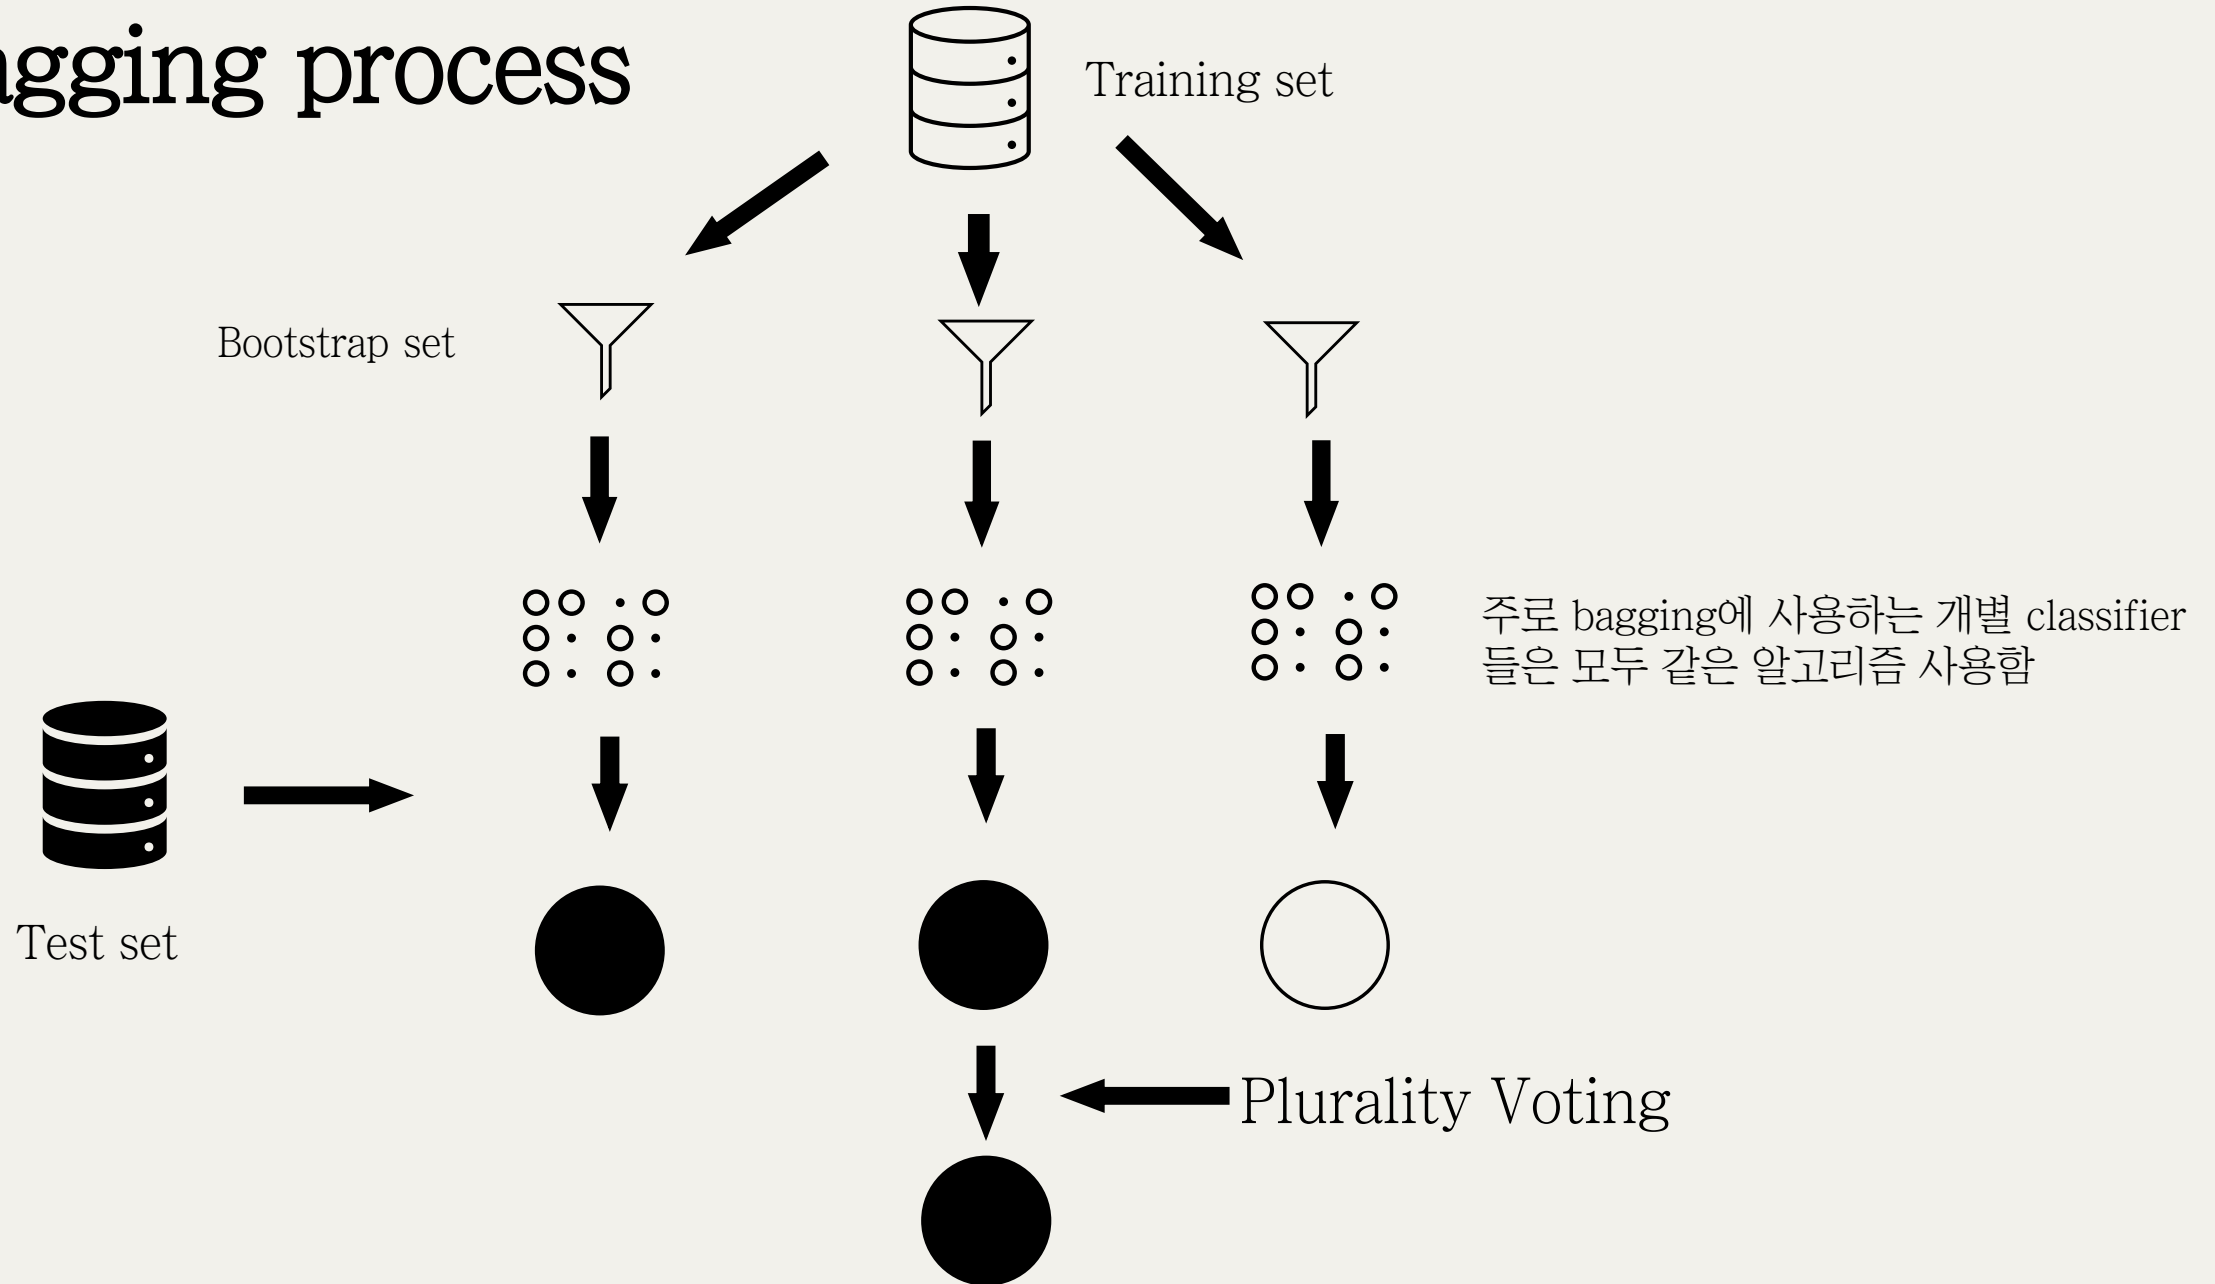 agging process
Training set
Bootstrap set
주로 bagging에 사용하는 개별 classifier
들은 모두 같은 알고리즘 사용함
Test set
Plurality Voting